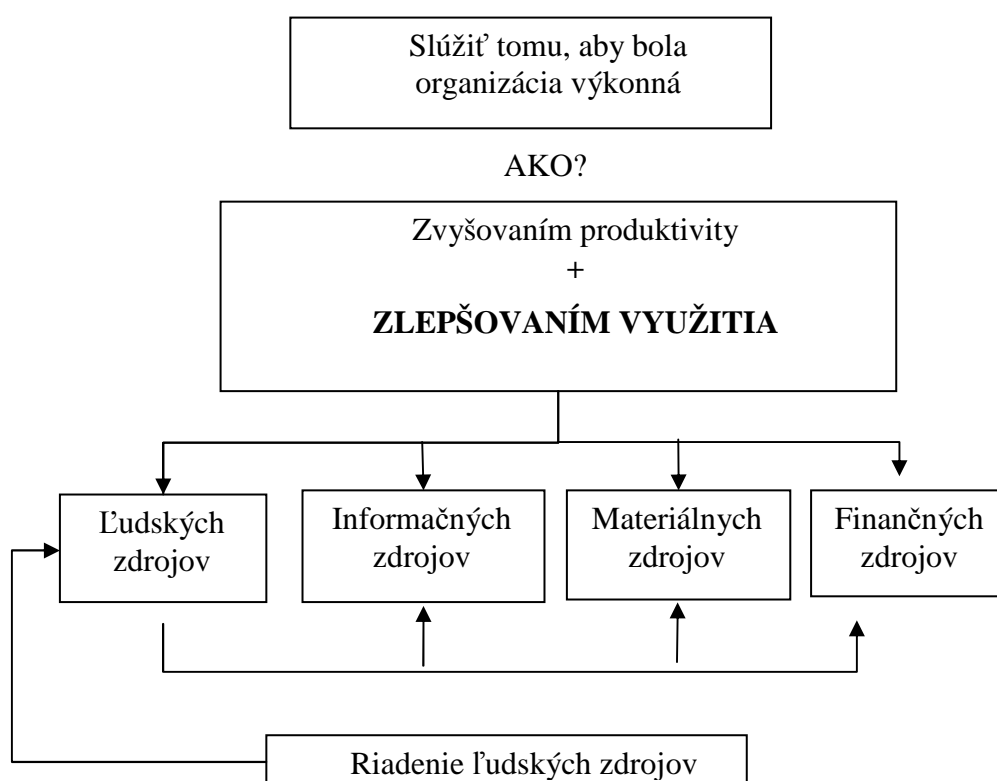 Slúžiť tomu, aby bola
organizácia výkonná
AKO?
Zvyšovaním produktivity
+
ZLEPŠOVANÍM VYUŽITIA
Ľudských
zdrojov
Informačných
zdrojov
Materiálnych
zdrojov
Finančných
zdrojov
Riadenie ľudských zdrojov